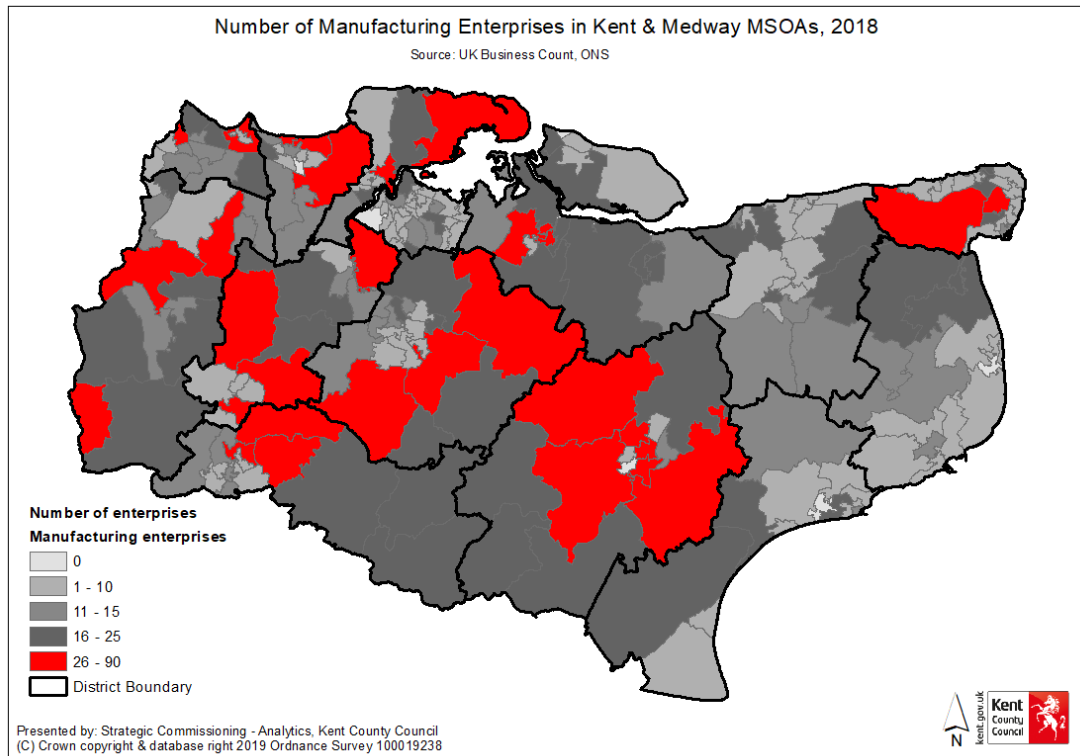 Number of Manufacturing Enterprises in Kent & Medway MSOAs, 2018
Source: UK Business Count, ONS
Number of enterprises
Manufacturing enterprises
0
1 - 10
11 - 15
16 - 25
26 - 90
District Boundary
Presented by: Strategic Commissioning - Analytics, Kent County Council
(C) Crown copyright & database right 2019 Ordnance Survey 100019238
N
kent.gov.uk
Kent
County
Council